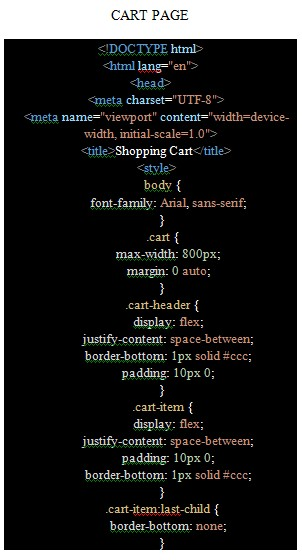 CART PAGE
<!DOCTYPE html>
<html lang="en">
<head>
<meta charset="UTF-8">
<meta name="viewport" content="width=device-
width, initial-scale=1.0">
<title>Shopping Cart</title>
<style>
body {
font-family: Arial, sans-serif;
}
.cart {
max-width: 800px;
margin: 0 auto;
}
.cart-header {
display: flex;
justify-content: space-between;
border-bottom: 1px solid #ccc;
padding: 10px 0;
}
.cart-item {
display: flex;
justify-content: space-between;
padding: 10px 0;
border-bottom: 1px solid #ccc;
}
.cart-item:last-child {
border-bottom: none;
}